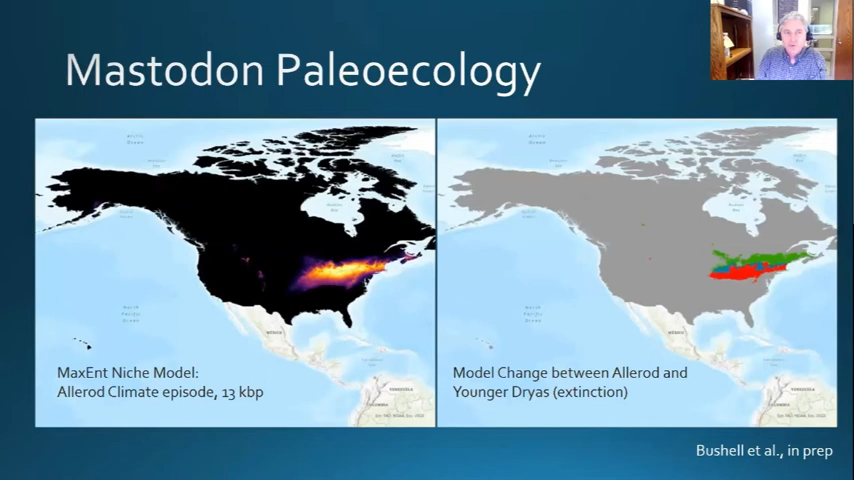 Mastodon Paleoecology
MaxEnt Niche Model:
Allerod Climate episode, 13 kbp
Model Change between Allerod and
Younger Dryas (extinction)
Bushell et al., in prep